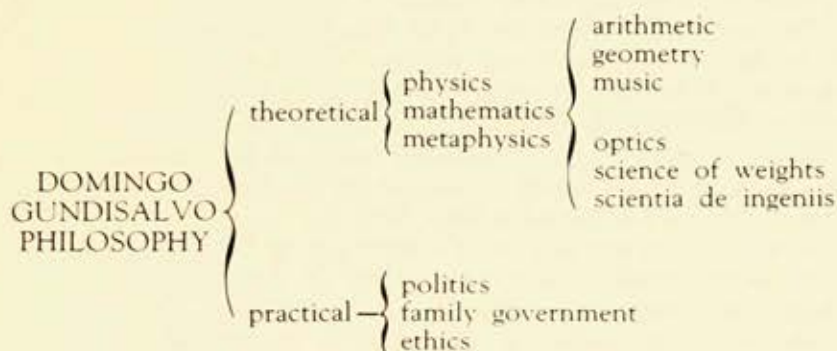 DOMINGO
GUNDISALVO
PHILOSOPHY
theoretical
physics
mathematics
metaphysics
arithmetic
geometry
music
optics
science of weights
scientia de ingeniis
practical
politics
family government
ethics